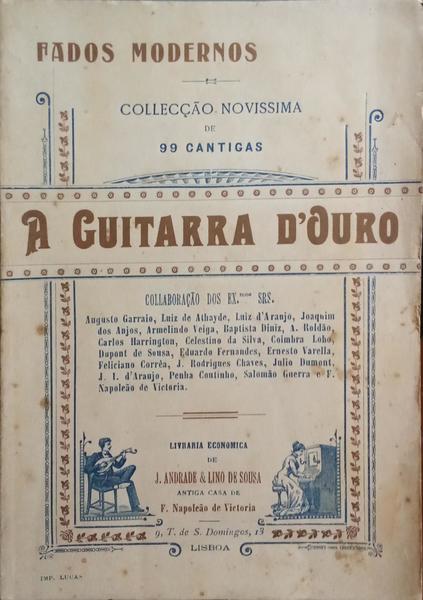 FADOS MODERNOS
COLLECÇÃO NOVISSIMA
DE
99 CANTIGAS
A GUITARRA D'OURO
COLLABORAÇÃO DOS EX.mos SRS.
Augusto Garraio, Luiz de Athayde, Luiz d'Araujo, Joaquim
dos Anjos, Armelindo Veiga, Baptista Diniz, A. Roldão,
Carlos Harrington, Celestino da Silva, Coimbra Lobo,
Dupont de Sousa, Eduardo Fernandes, Ernesto Varella,
Feliciano Corrêa, J. Rodrigues Chaves, Julio Dumont,
J. I. d'Araujo, Penha Coutinho, Salomão Guerra e F.
Napoleão de Victoria.
LIVRARIA ECONOMICA
DE
J. ANDRADE & LINO DE SOUSA
ANTIGA CASA DE
F. Napoleão de Victoria
9, T. de S. Domingos, 13
LISBOA
IMP. LUCAS